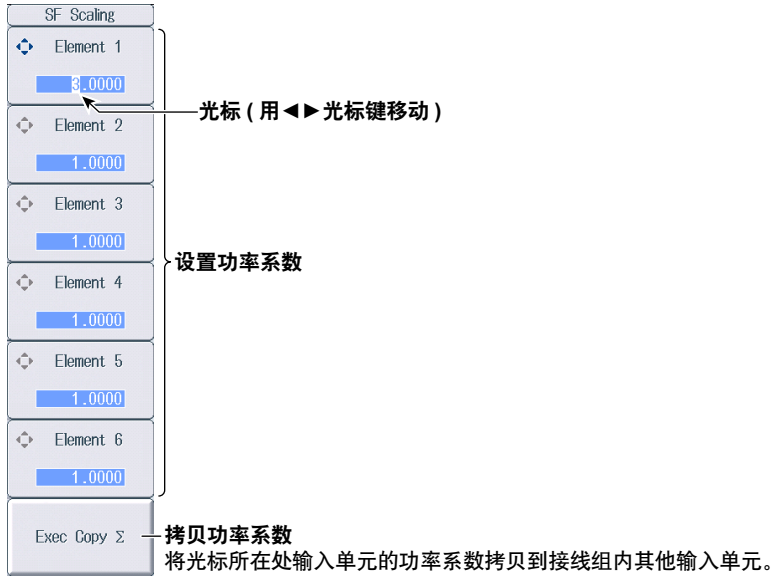 SF Scaling
Element 1
3.0000
光标 ( 用◄►光标键移动 )
Element 2
1.0000
Element 3
1.0000
设置功率系数
Element 4
1.0000
Element 5
1.0000
Element 6
1.0000
Exec Copy Σ
拷贝功率系数
将光标所在处输入单元的功率系数拷贝到接线组内其他输入单元。